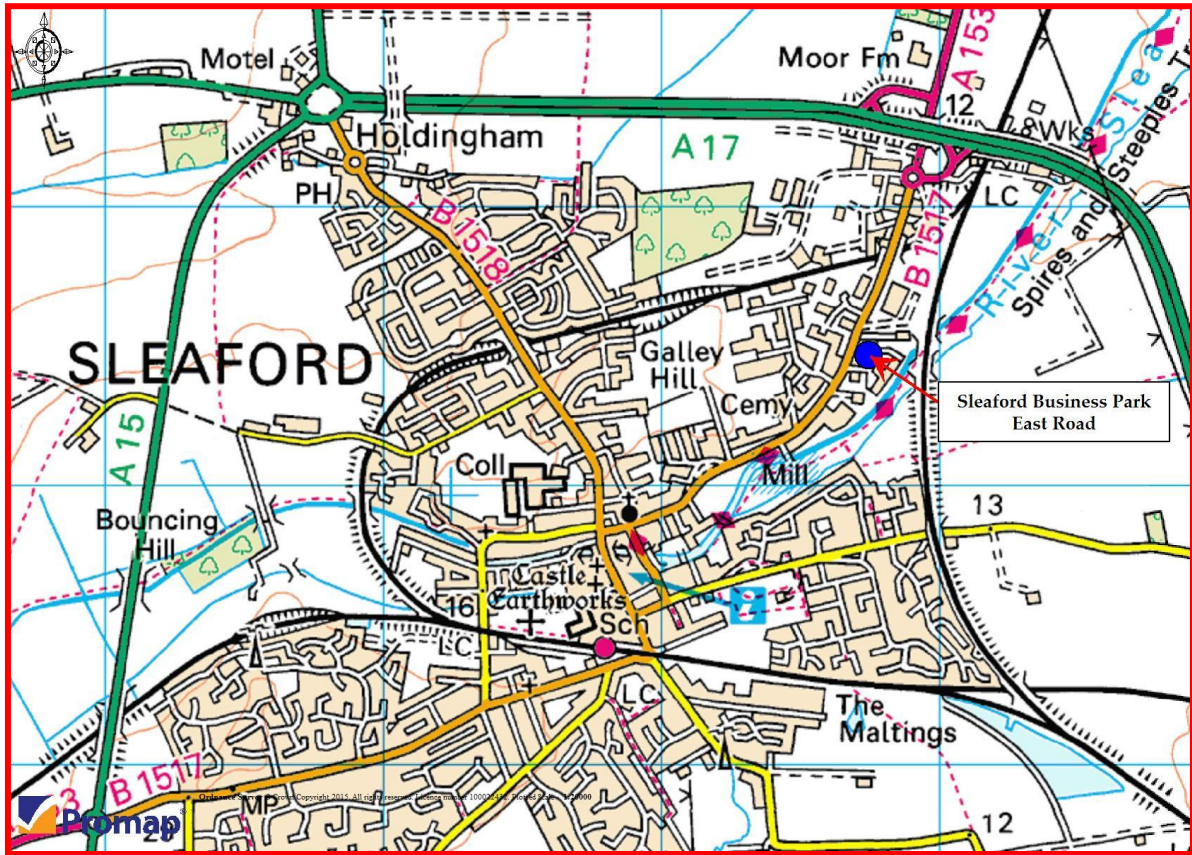 Motel
Moor Fm
A 153
12
Wks
Slea
Holdingham
A 17
PH
LC
B 1518
B 1517
River
Spires and Steeples Tr
SLEAFORD
Galley
Hill
Cemy
Sleaford Business Park
East Road
A 15
Coll
Mill
Bouncing
Hill
13
Castle
Earthworks
16
Sch
LC
LC
The
Maltings
B 1517
MP
12
Promap